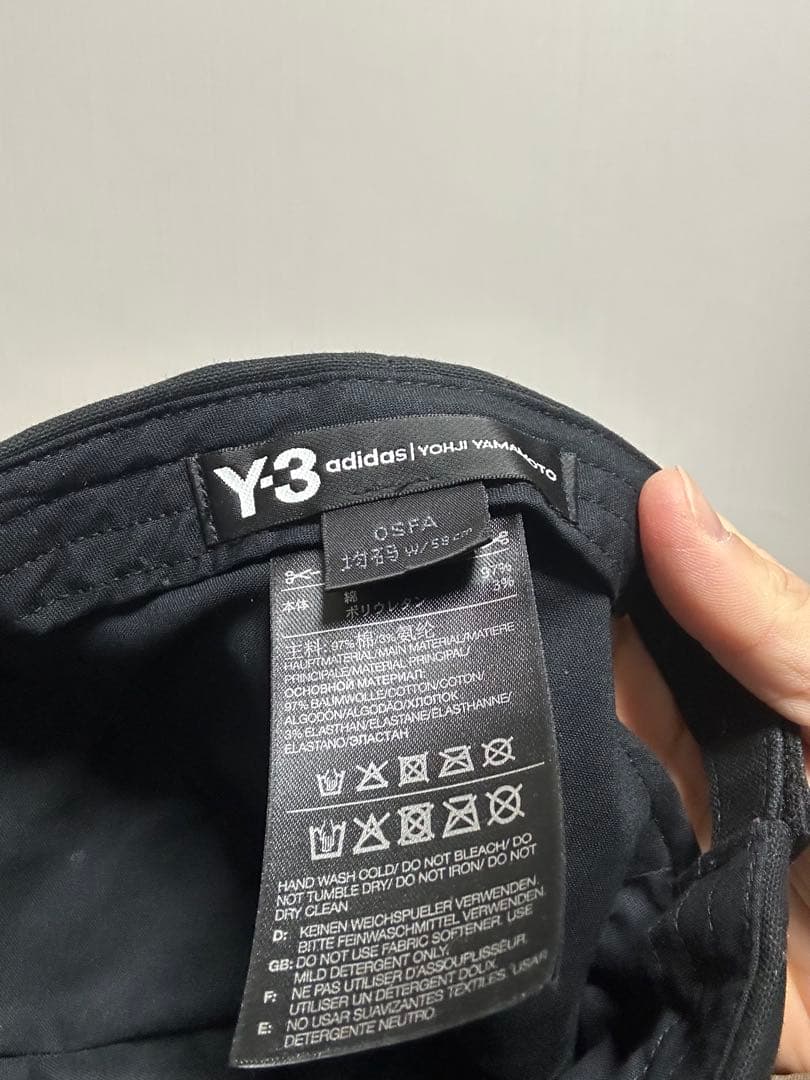 Y-3 adidas | YOHJI YAMAMOTO
OSFA
均码 W/58 cm
本体 綿 97%
ポリウレタン 3%
主料: 97% 棉/3% 氨纶
HAUPTMATERIAL/MAIN MATERIAL/MATIERE
PRINCIPALE/MATERIAL PRINCIPAL/
ОСНОВНОЙ МАТЕРИАЛ:
97% BAUMWOLLE/COTTON/COTON/
ALGODON/ALGODÃO/ХЛОПОК
3% ELASTHAN/ELASTANE/ELASTHANNE/
ELASTANO/ЭЛАСТАН
HAND WASH COLD/ DO NOT BLEACH/ DO
NOT TUMBLE DRY/ DO NOT IRON/ DO NOT
DRY CLEAN
D: KEINEN WEICHSPUELER VERWENDEN.
BITTE FEINWASCHMITTEL VERWENDEN.
GB: DO NOT USE FABRIC SOFTENER. USE
MILD DETERGENT ONLY.
F: NE PAS UTILISER D'ASSOUPLISSEUR.
UTILISER UN DETERGENT DOUX.
E: NO USAR SUAVIZANTES TEXTILES. USAR
DETERGENTE NEUTRO.